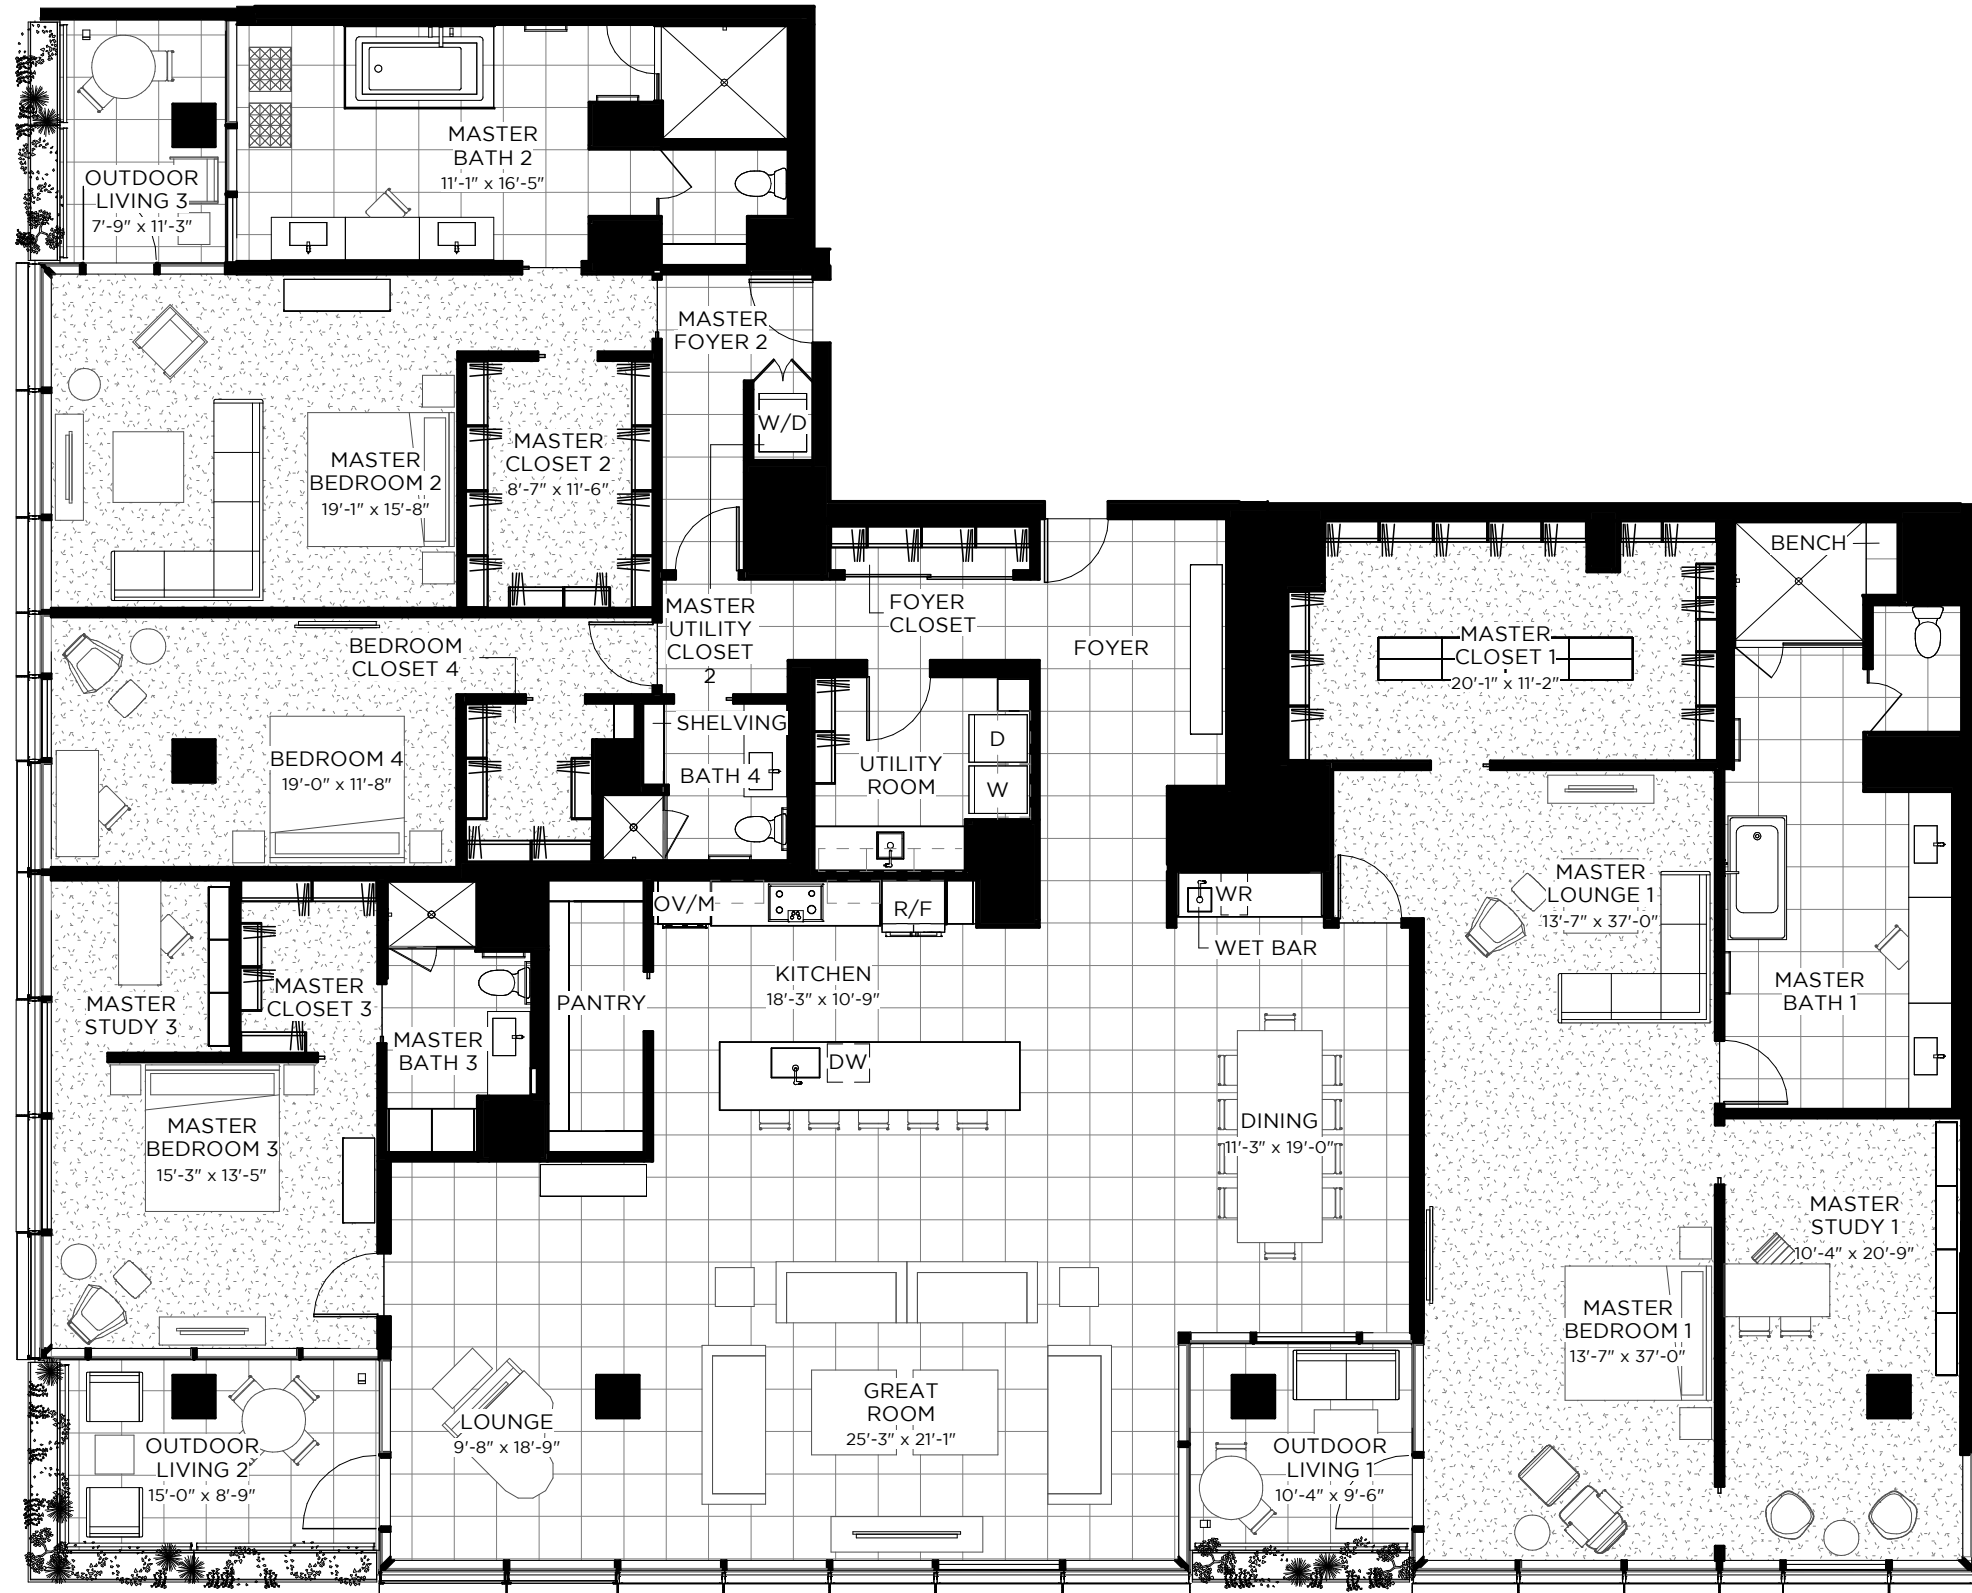 MASTER
BATH 2
11'-1" x 16'-5"
OUTDOOR
LIVING 3
7'-9" x 11'-3"
MASTER
FOYER 2
W/D
MASTER
CLOSET 2
8'-7" x 11'-6"
MASTER
BEDROOM 2
19'-1" x 15'-8"
BENCH
MASTER
UTILITY
CLOSET
2
FOYER
CLOSET
FOYER
MASTER
CLOSET 1
20'-1" x 11'-2"
BEDROOM
CLOSET 4
SHELVING
BATH 4
BEDROOM 4
19'-0" x 11'-8"
UTILITY
ROOM
D
W
OV/M
R/F
WR
WET BAR
MASTER
LOUNGE 1
13'-7" x 37'-0"
MASTER
BATH 1
KITCHEN
18'-3" x 10'-9"
PANTRY
MASTER
STUDY 3
MASTER
CLOSET 3
MASTER
BATH 3
DW
DINING
11'-3" x 19'-0"
MASTER
BEDROOM 3
15'-3" x 13'-5"
MASTER
STUDY 1
10'-4" x 20'-9"
MASTER
BEDROOM 1
13'-7" x 37'-0"
GREAT
ROOM
25'-3" x 21'-1"
LOUNGE
9'-8" x 18'-9"
OUTDOOR
LIVING 2
15'-0" x 8'-9"
OUTDOOR
LIVING 1
10'-4" x 9'-6"